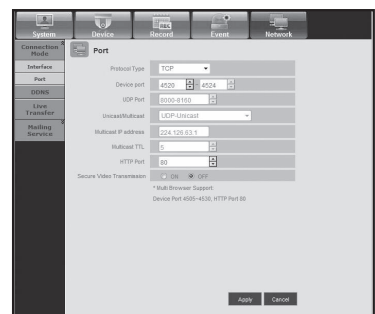 System Device Record Event Network
REC
Connection Mode
Interface
Port
DDNS
Live Transfer
Mailing Service
Port
Protocol Type TCP
Device port 4520 ~ 4524
UDP Port 8000~8160
Unicast/Multicast UDP-Unicast
Multicast IP address 224.126.63.1
Multicast TTL 5
HTTP Port 80
Secure Video Transmission ON OFF
* Multi Browser Support:
Device Port 4505~4530, HTTP Port 80
Apply Cancel